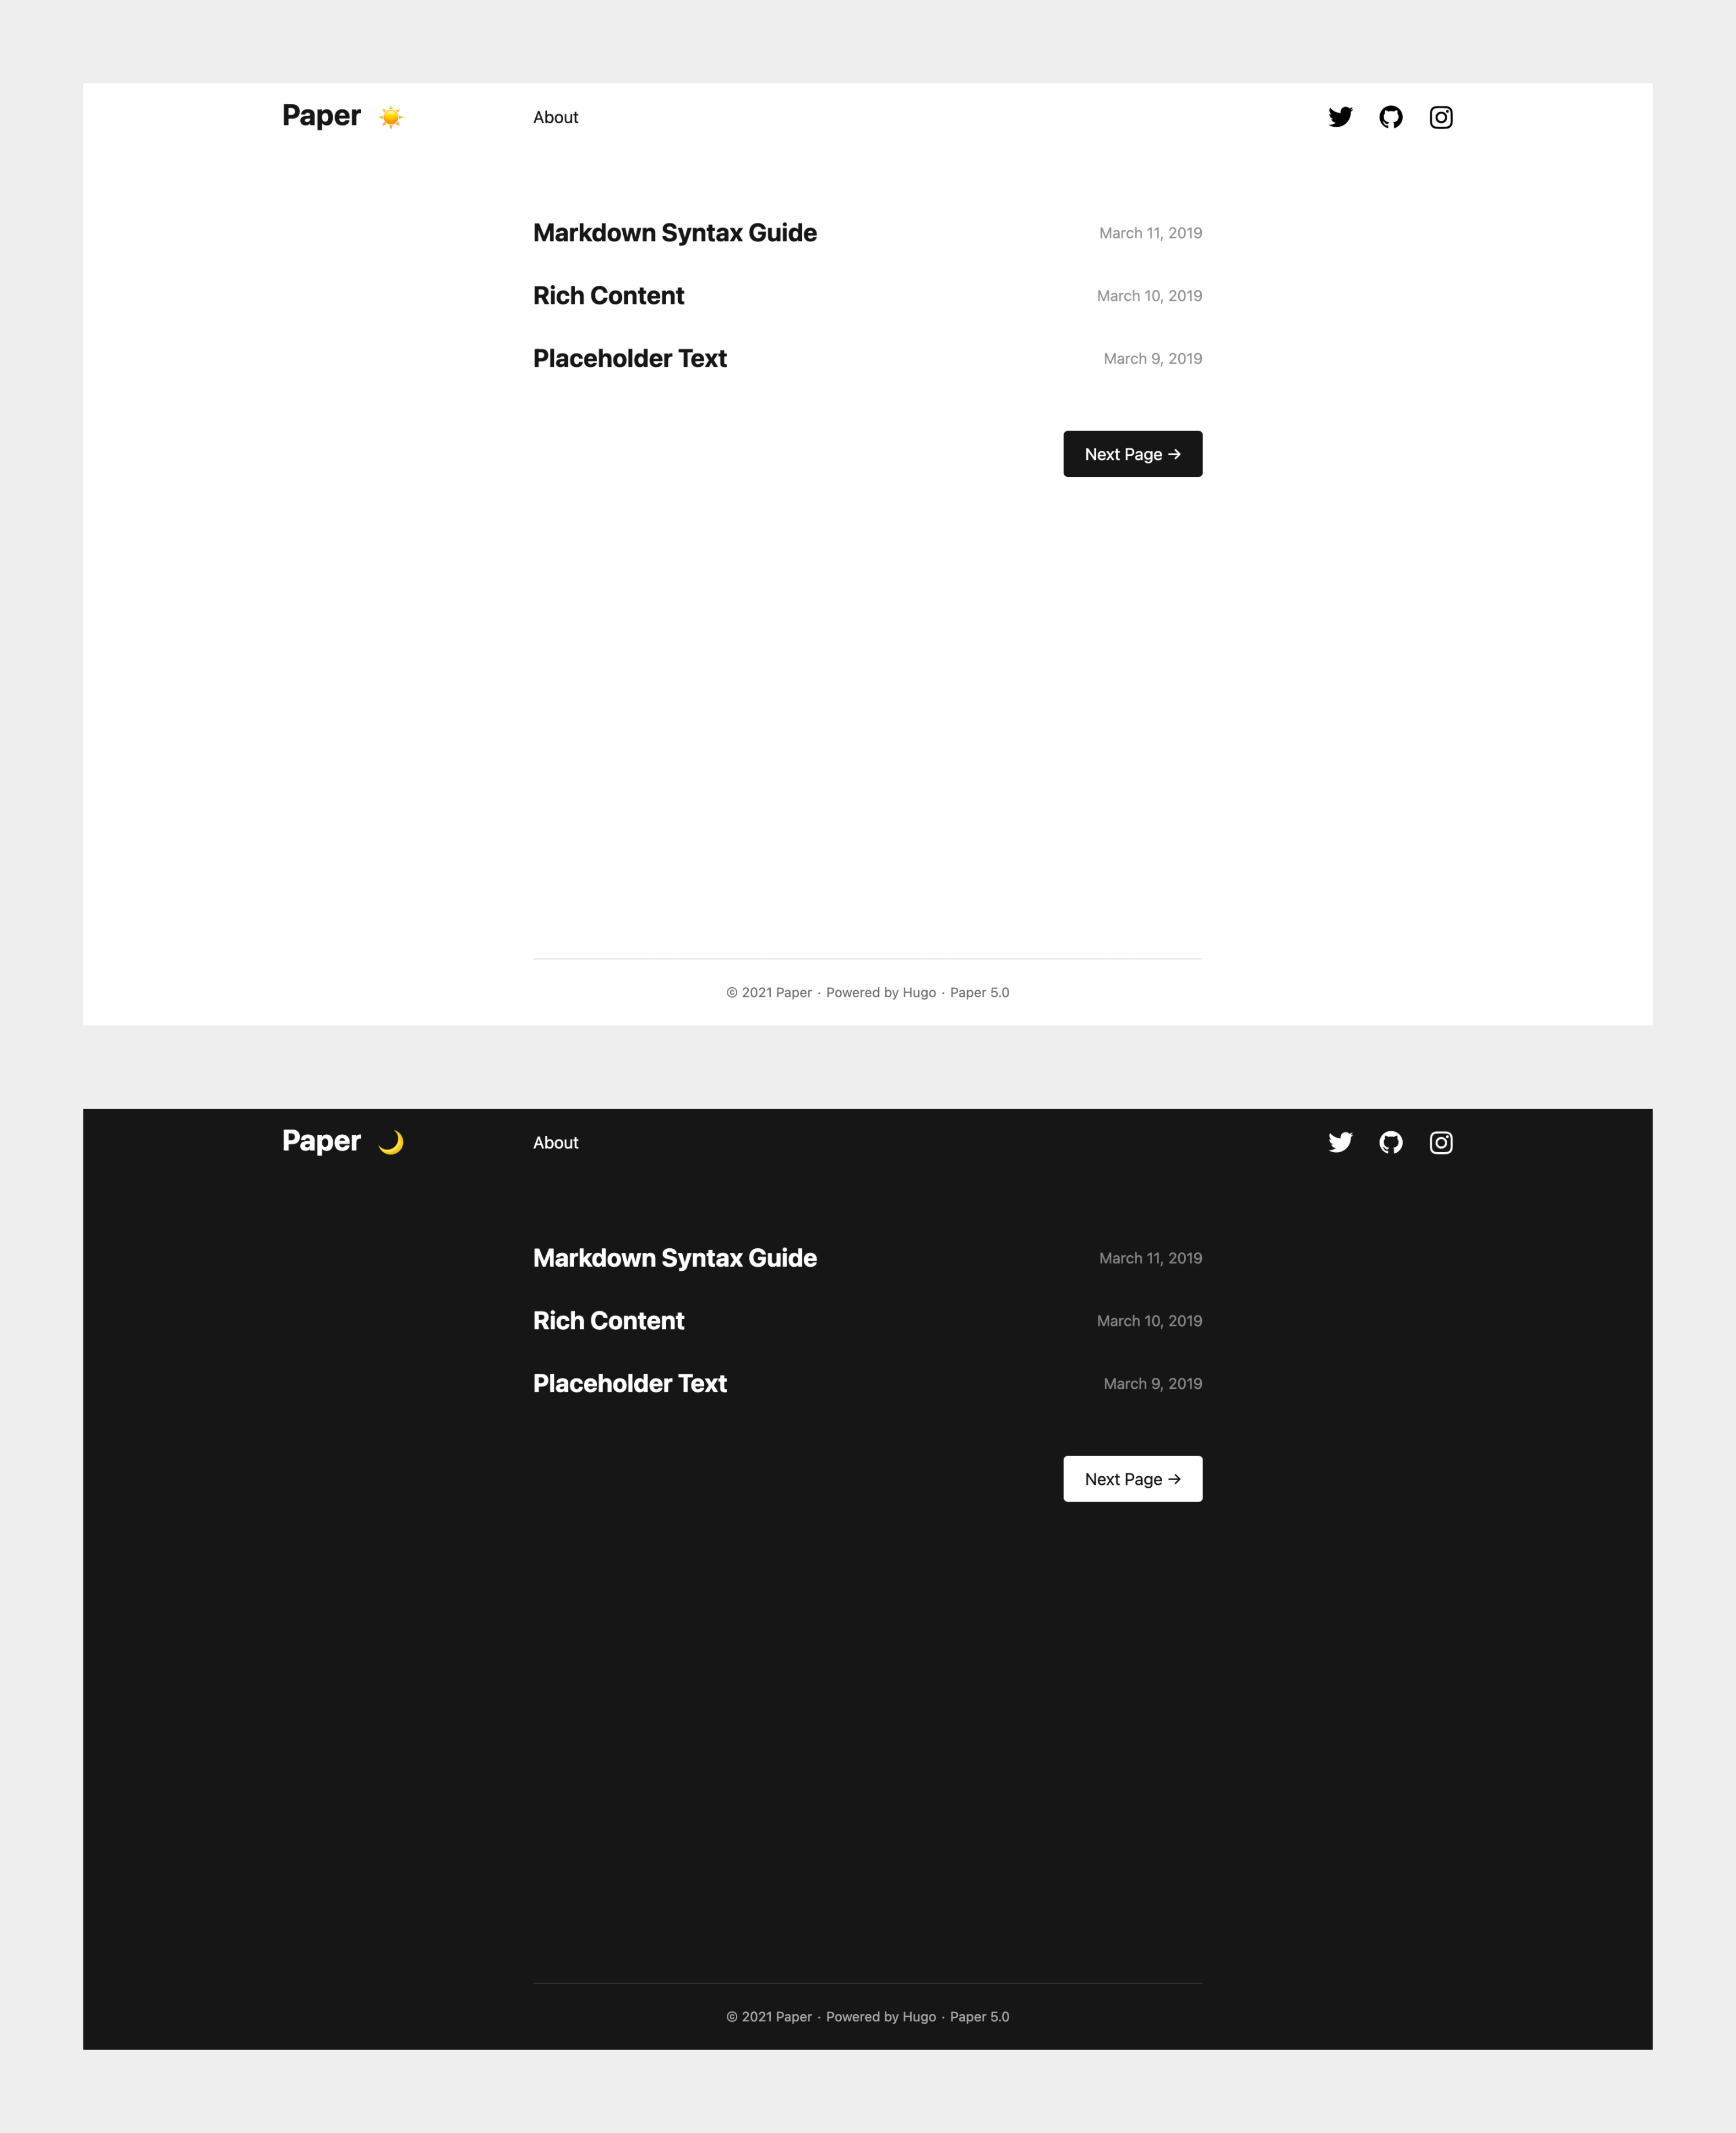 Paper ☀️ About
Markdown Syntax Guide March 11, 2019
Rich Content March 10, 2019
Placeholder Text March 9, 2019
Next Page →
© 2021 Paper · Powered by Hugo · Paper 5.0
Paper 🌙 About
Markdown Syntax Guide March 11, 2019
Rich Content March 10, 2019
Placeholder Text March 9, 2019
Next Page →
© 2021 Paper · Powered by Hugo · Paper 5.0